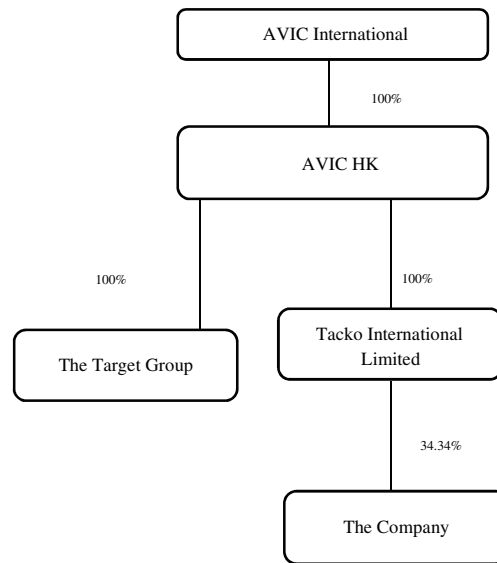 AVIC International
100%
AVIC HK
100%
100%
The Target Group
Tacko International
Limited
34.34%
The Company